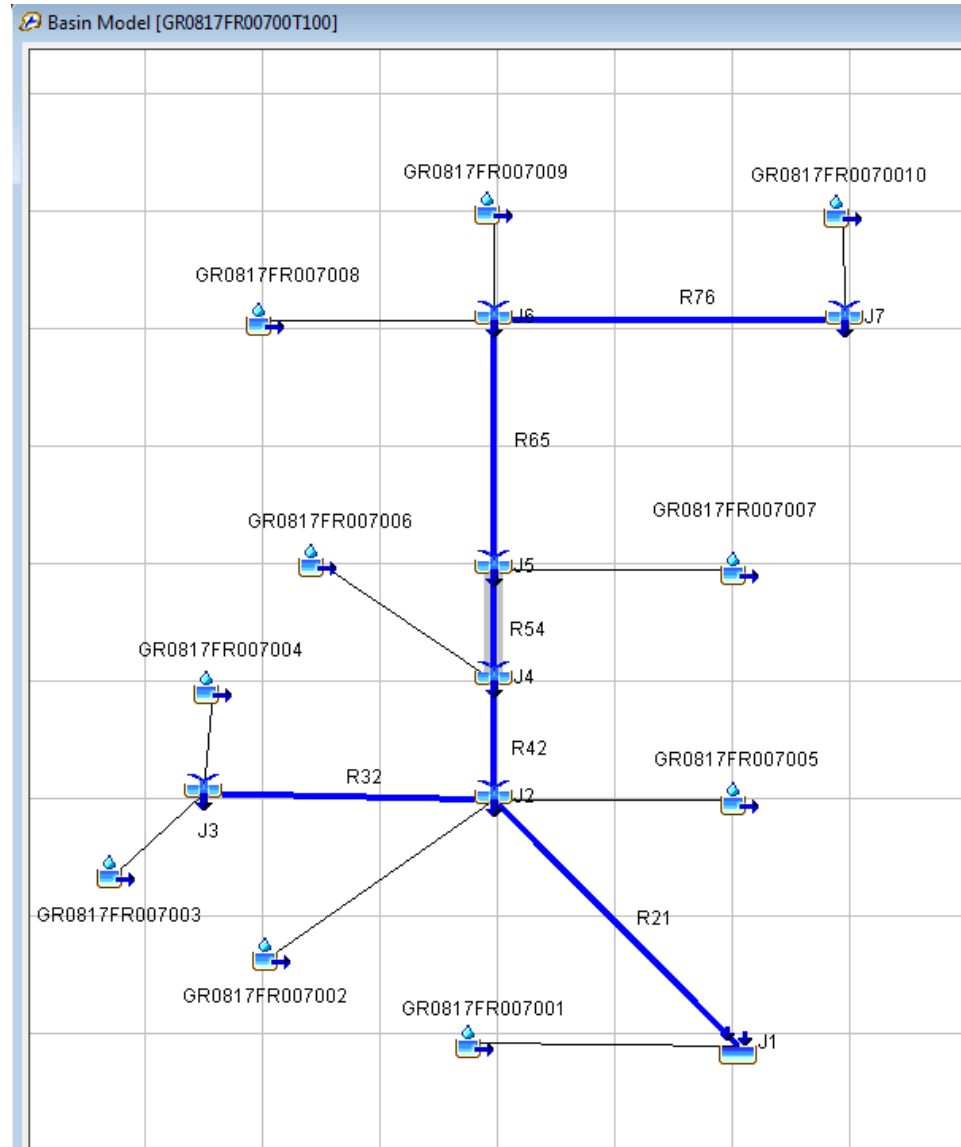 Basin Model [GR0817FR00700T100]
GR0817FR007009
GR0817FR0070010
GR0817FR007008
R76
J6
J7
R65
GR0817FR007006
GR0817FR007007
J5
R54
GR0817FR007004
J4
R42
GR0817FR007005
R32
J2
J3
GR0817FR007003
R21
GR0817FR007002
GR0817FR007001
J1